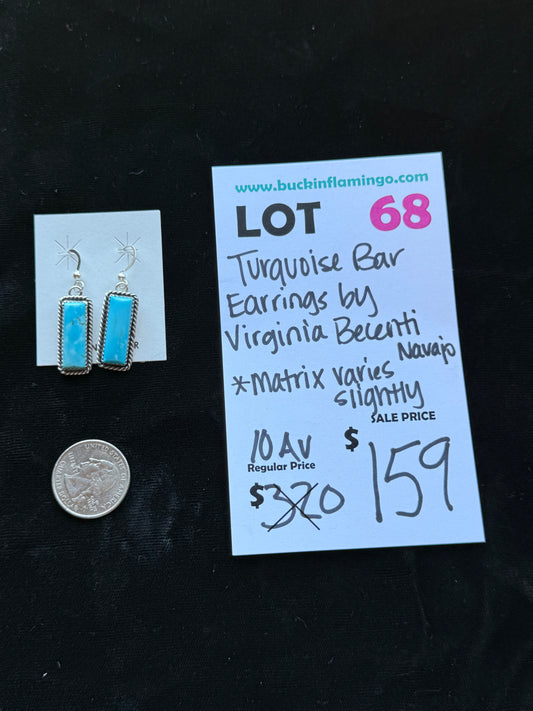 www.buckinflamingo.com
LOT 68
Turquoise Bar
Earrings by
Virginia Becenti
Navajo
*Matrix varies
slightly
SALE PRICE
10 Av
Regular Price
$320
$159